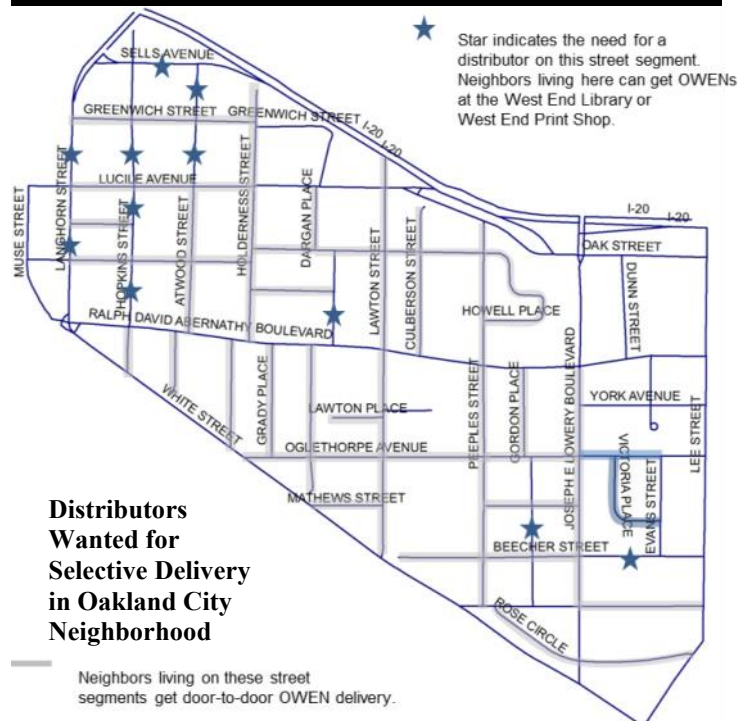 Star indicates the need for a
distributor on this street segment.
Neighbors living here can get OWENs
at the West End Library or
West End Print Shop.
SELLS AVENUE
GREENWICH STREET
GREENWICH STREET
I-20
I-20
LUCILE AVENUE
MUSE STREET
LANGHORN STREET
HOPKINS STREET
ATWOOD STREET
HOLDERNESS STREET
DARGAN PLACE
LAWTON STREET
CULBERSON STREET
I-20
I-20
OAK STREET
DUNN STREET
HOWELL PLACE
RALPH DAVID ABERNATHY BOULEVARD
WHITE STREET
GRADY PLACE
LAWTON PLACE
PEEPLES STREET
GORDON PLACE
JOSEPH E LOWERY BOULEVARD
YORK AVENUE
LEE STREET
OGLETHORPE AVENUE
VICTORIA PLACE
EVANS STREET
MATHEWS STREET
BEECHER STREET
ROSE CIRCLE
Distributors
Wanted for
Selective Delivery
in Oakland City
Neighborhood
Neighbors living on these street
segments get door-to-door OWEN delivery.